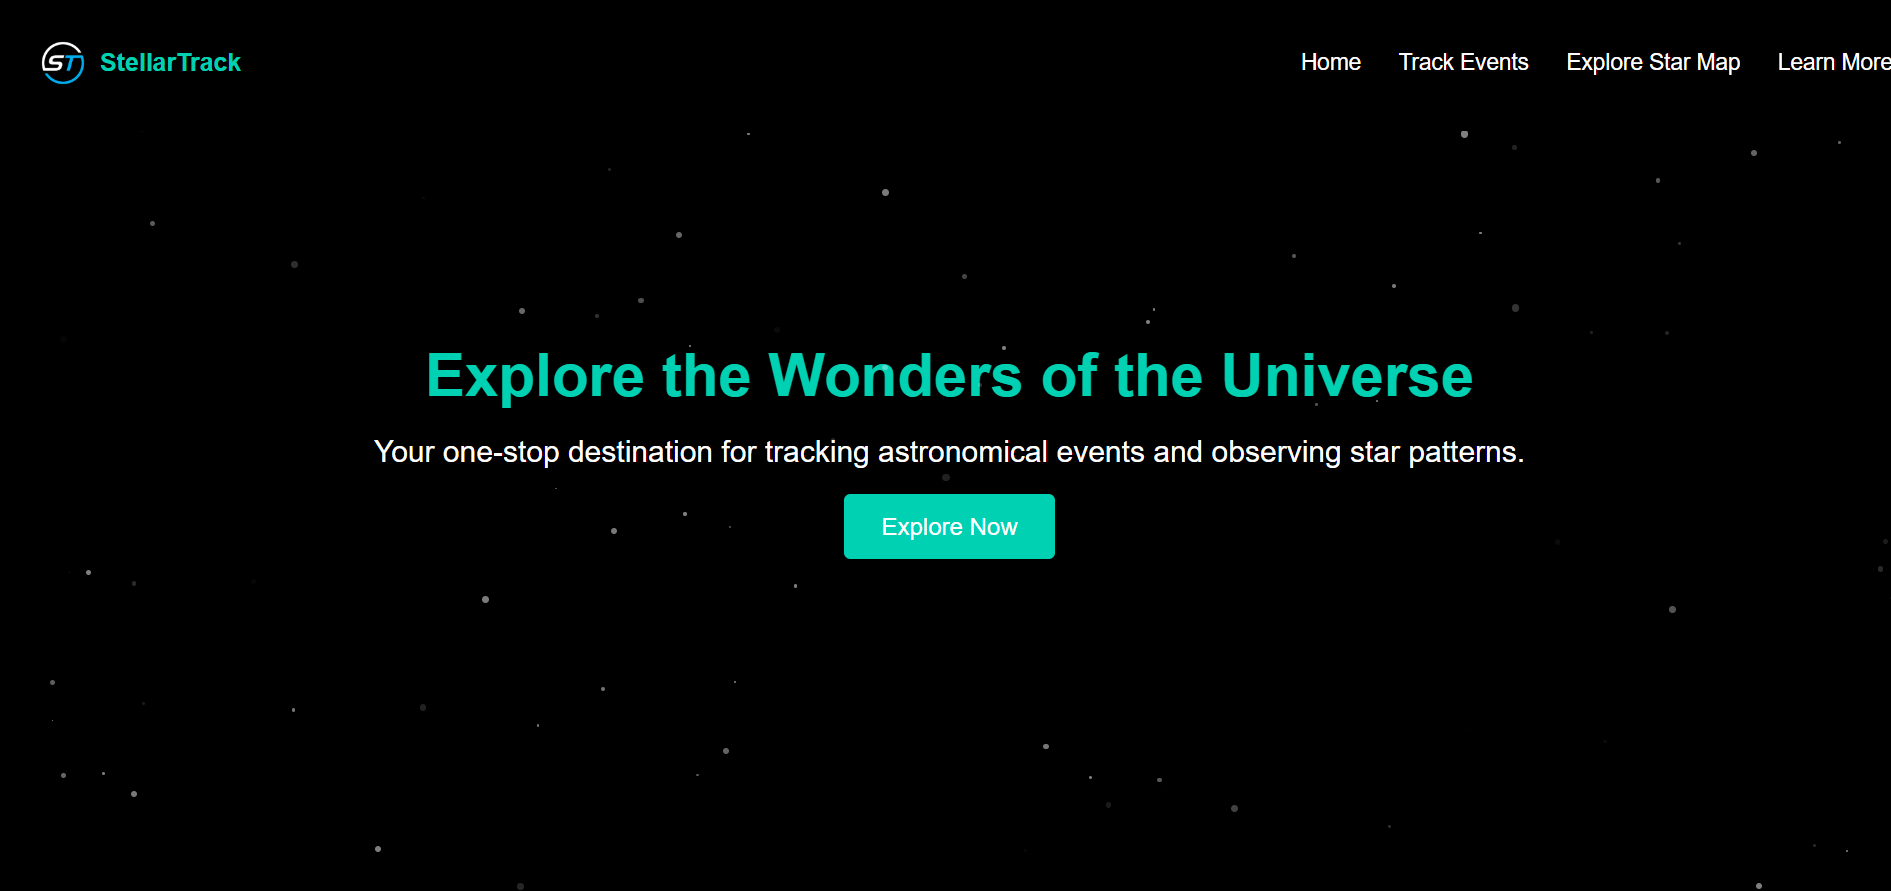 ST StellarTrack Home Track Events Explore Star Map Learn More
Explore the Wonders of the Universe
Your one-stop destination for tracking astronomical events and observing star patterns.
Explore Now